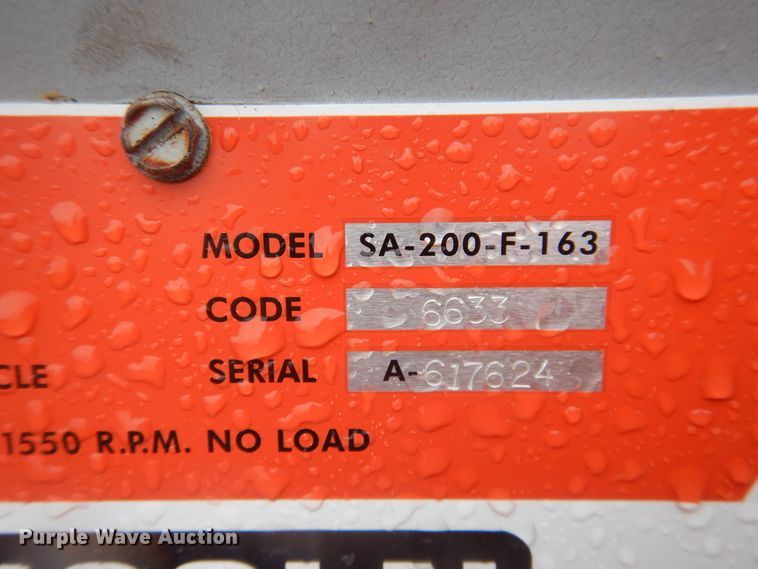 MODEL SA-200-F-163
CODE 6633
SERIAL A-617624
CLE
1550 R.P.M. NO LOAD
Purple Wave Auction